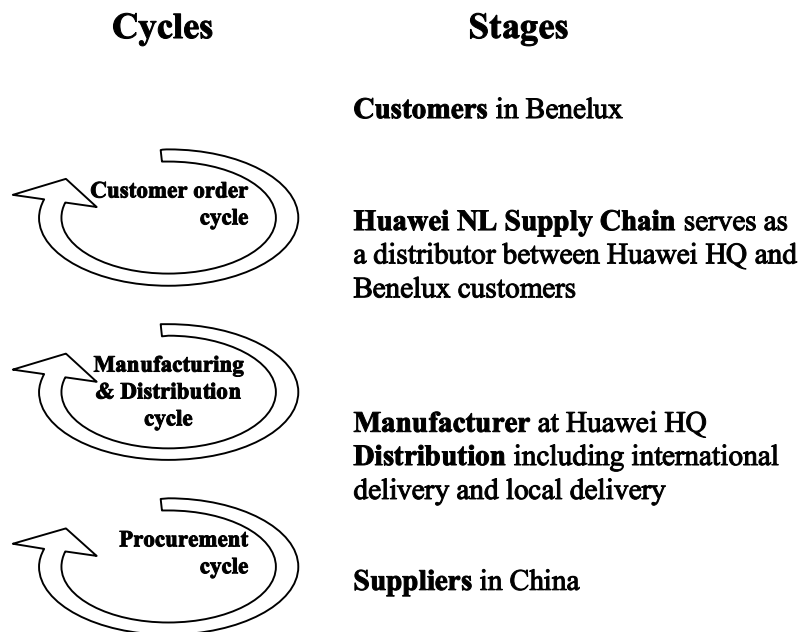 Cycles
Stages
Customers in Benelux
Customer order
cycle
Huawei NL Supply Chain serves as
a distributor between Huawei HQ and
Benelux customers
Manufacturing
& Distribution
cycle
Manufacturer at Huawei HQ
Distribution including international
delivery and local delivery
Procurement
cycle
Suppliers in China